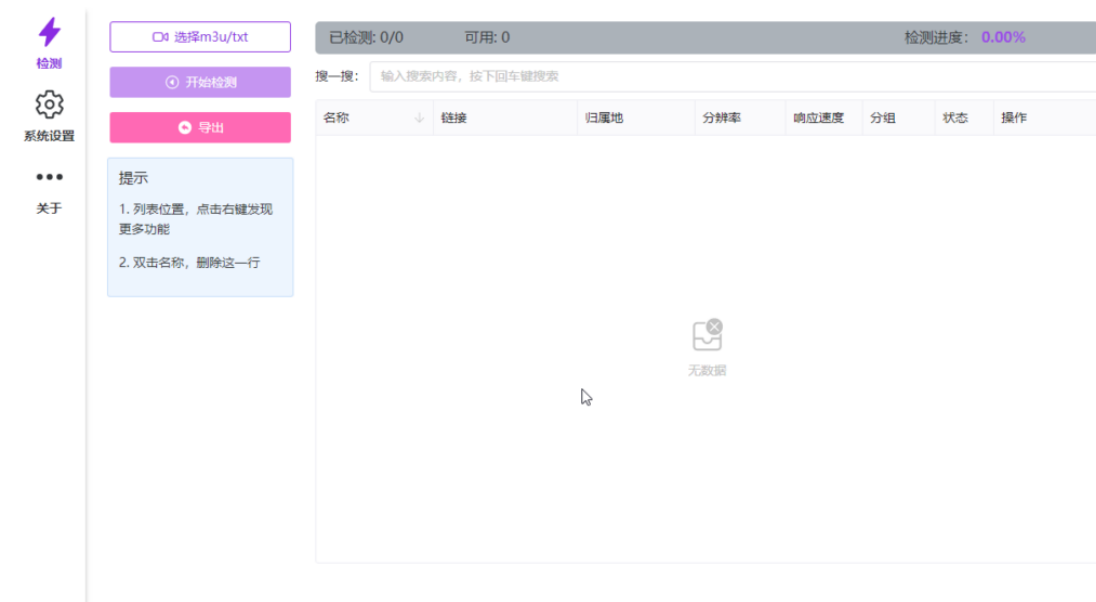 检测
系统设置
关于
选择m3u/txt
开始检测
导出
提示
1. 列表位置，点击右键发现
更多功能
2. 双击名称，删除这一行
已检测: 0/0 可用: 0 检测进度： 0.00%
搜一搜： 输入搜索内容，按下回车键搜索
名称 链接 归属地 分辨率 响应速度 分组 状态 操作
无数据